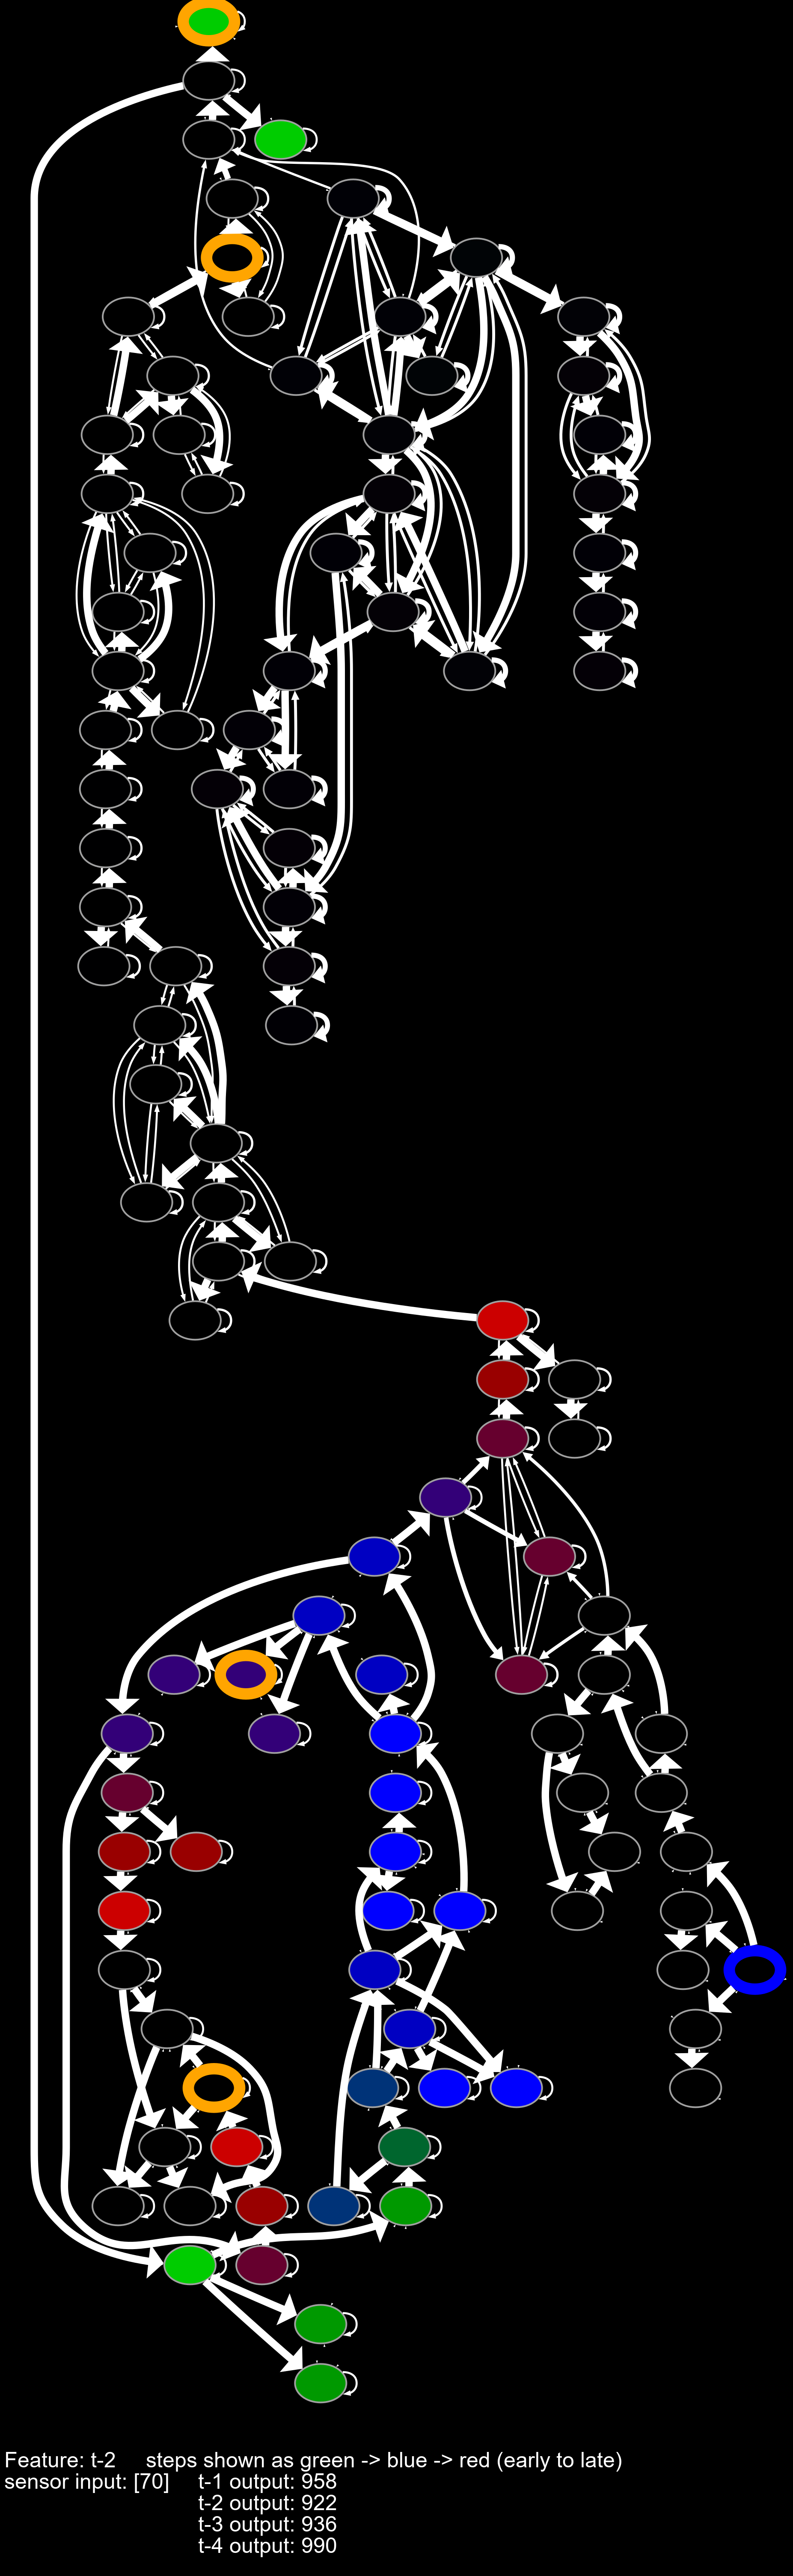 Feature: t-2     steps shown as green -> blue -> red (early to late)
sensor input: [70]     t-1 output: 958
t-2 output: 922
t-3 output: 936
t-4 output: 990